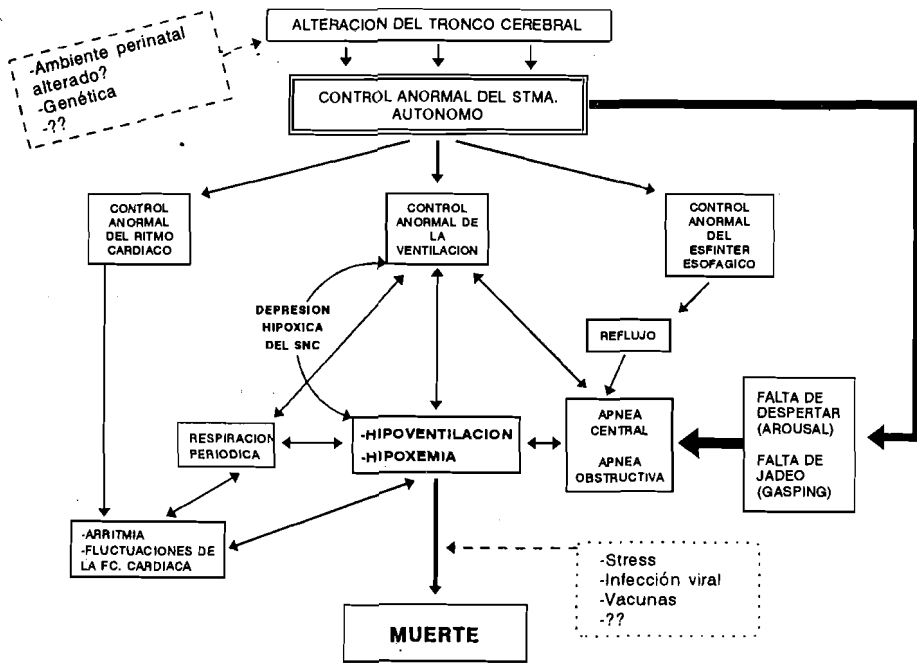 ALTERACION DEL TRONCO CEREBRAL
-Ambiente perinatal
alterado?
-Genética
-??
CONTROL ANORMAL DEL STMA.
AUTONOMO
CONTROL
ANORMAL
DEL RITMO
CARDIACO
CONTROL
ANORMAL DE
LA
VENTILACION
CONTROL
ANORMAL
DEL
ESFINTER
ESOFAGICO
DEPRESION
HIPOXICA
DEL SNC
REFLUJO
RESPIRACION
PERIODICA
-HIPOVENTILACION
-HIPOXEMIA
APNEA
CENTRAL
APNEA
OBSTRUCTIVA
FALTA DE
DESPERTAR
(AROUSAL)
FALTA DE
JADEO
(GASPING)
-ARRITMIA
-FLUCTUACIONES DE
LA FC. CARDIACA
-Stress
-Infección viral
-Vacunas
-??
MUERTE